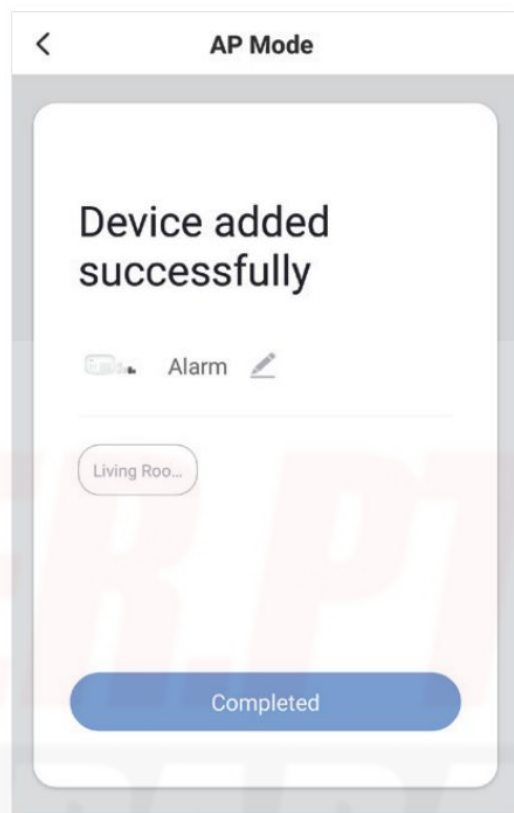 AP Mode
Device added
successfully
Alarm
Living Roo...
Completed